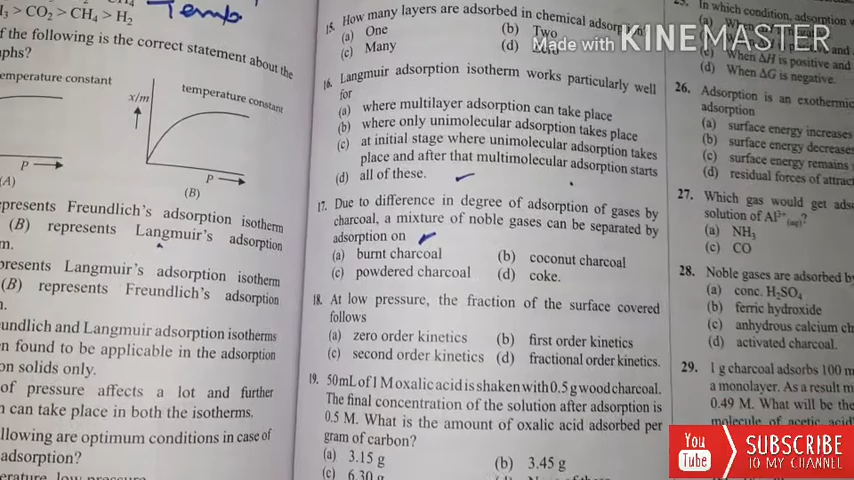 I₃ > CO₂ > CH₄ > H₂
Temp
f the following is the correct statement about the
phs?
emperature constant
P
(A)
x/m
temperature constant
P
(B)
presents Freundlich's adsorption isotherm
(B) represents Langmuir's adsorption
m.
presents Langmuir's adsorption isotherm
(B) represents Freundlich's adsorption
undlich and Langmuir adsorption isotherms
n found to be applicable in the adsorption
on solids only.
of pressure affects a lot and further
n can take place in both the isotherms.
llowing are optimum conditions in case of
adsorption?
15. How many layers are adsorbed in chemical
(a) One (b) Two
(c) Many (d)
16. Langmuir adsorption isotherm works particularly well
for
(a) where multilayer adsorption can take place
(b) where only unimolecular adsorption takes place
(c) at initial stage where unimolecular adsorption takes
place and after that multimolecular adsorption starts
(d) all of these.
17. Due to difference in degree of adsorption of gases by
charcoal, a mixture of noble gases can be separated by
adsorption on
(a) burnt charcoal (b) coconut charcoal
(c) powdered charcoal (d) coke.
18. At low pressure, the fraction of the surface covered
follows
(a) zero order kinetics (b) first order kinetics
(c) second order kinetics (d) fractional order kinetics.
19. 50mL of 1 M oxalic acid is shaken with 0.5 g wood charcoal.
The final concentration of the solution after adsorption is
0.5 M. What is the amount of oxalic acid adsorbed per
gram of carbon?
(a) 3.15 g (b) 3.45 g
(c) 6.30 g
In which condition, adsorption
(c) When ΔH is positive and
(d) When ΔG is negative.
26. Adsorption is an exothermic
adsorption
(a) surface energy increases
(b) surface energy decreases
(c) surface energy remains
(d) residual forces of attract
27. Which gas would get ads
solution of Al³⁺(aq)?
(a) NH₃
(c) CO
28. Noble gases are adsorbed by
(a) conc. H₂SO₄
(b) ferric hydroxide
(c) anhydrous calcium ch
(d) activated charcoal.
29. 1 g charcoal adsorbs 100 m
a monolayer. As a result m
0.49 M. What will be the
molecule of acetic acid
Made with KINEMASTER
You Tube
SUBSCRIBE
TO MY CHANNEL